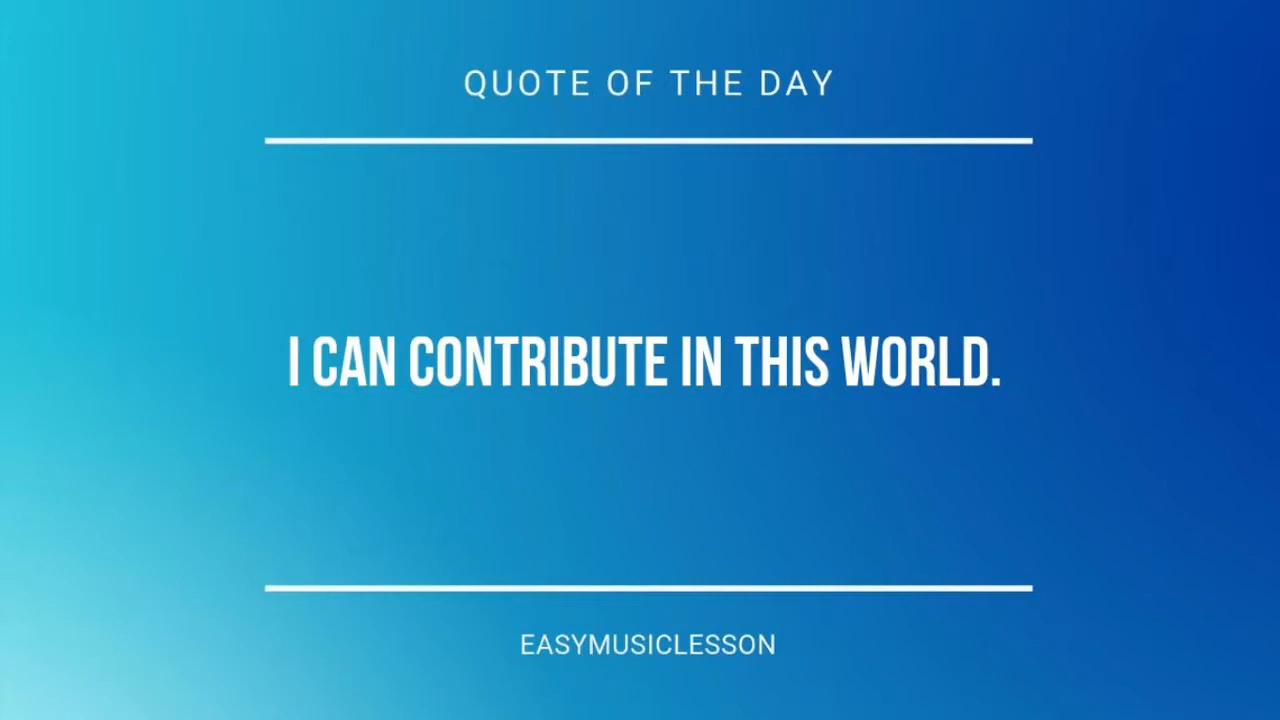 QUOTE OF THE DAY
I CAN CONTRIBUTE IN THIS WORLD.
EASYMUSICLESSON